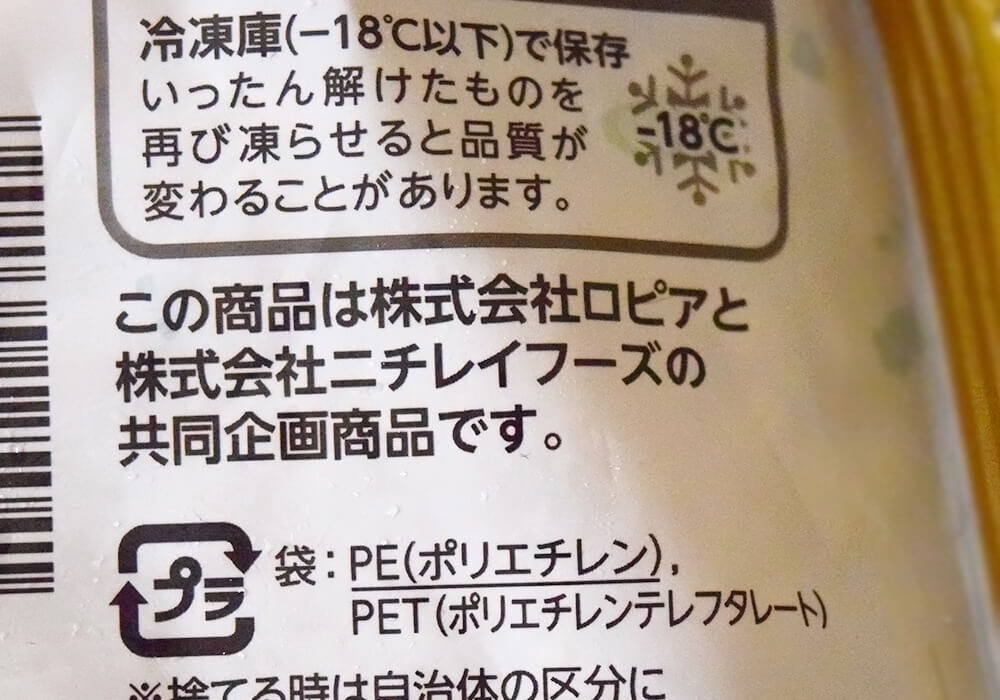 冷凍庫(−18℃以下)で保存
いったん解けたものを
再び凍らせると品質が
変わることがあります。
-18℃
この商品は株式会社ロピアと
株式会社ニチレイフーズの
共同企画商品です。
プラ
袋：PE(ポリエチレン),
PET(ポリエチレンテレフタレート)
※捨てる時は自治体の区分に